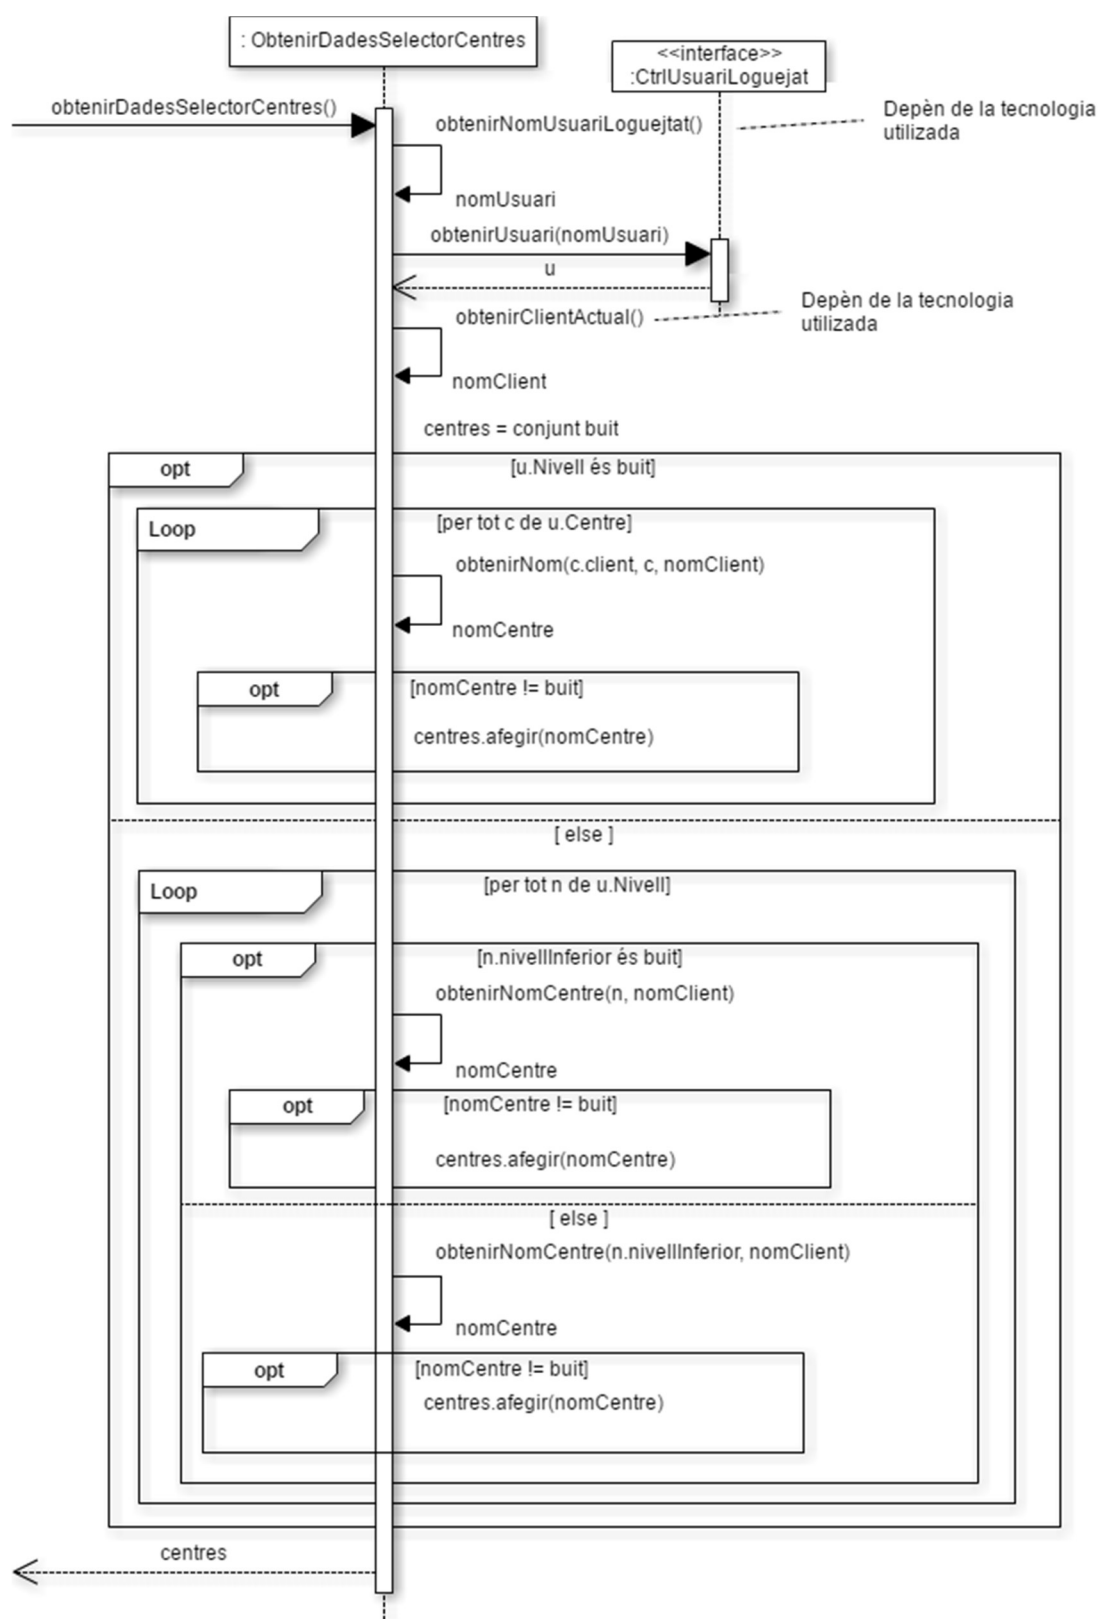 : ObtenirDadesSelectorCentres
<<interface>>
:CtrlUsuariLoguejat
obtenirDadesSelectorCentres()
obtenirNomUsuariLoguejtat()
Depèn de la tecnologia
utilizada
nomUsuari
obtenirUsuari(nomUsuari)
u
obtenirClientActual()
Depèn de la tecnologia
utilizada
nomClient
centres = conjunt buit
opt
[u.Nivell és buit]
Loop
[per tot c de u.Centre]
obtenirNom(c.client, c, nomClient)
nomCentre
opt
[nomCentre != buit]
centres.afegir(nomCentre)
[ else ]
Loop
[per tot n de u.Nivell]
opt
[n.nivellInferior és buit]
obtenirNomCentre(n, nomClient)
nomCentre
opt
[nomCentre != buit]
centres.afegir(nomCentre)
[ else ]
obtenirNomCentre(n.nivellInferior, nomClient)
nomCentre
opt
[nomCentre != buit]
centres.afegir(nomCentre)
centres